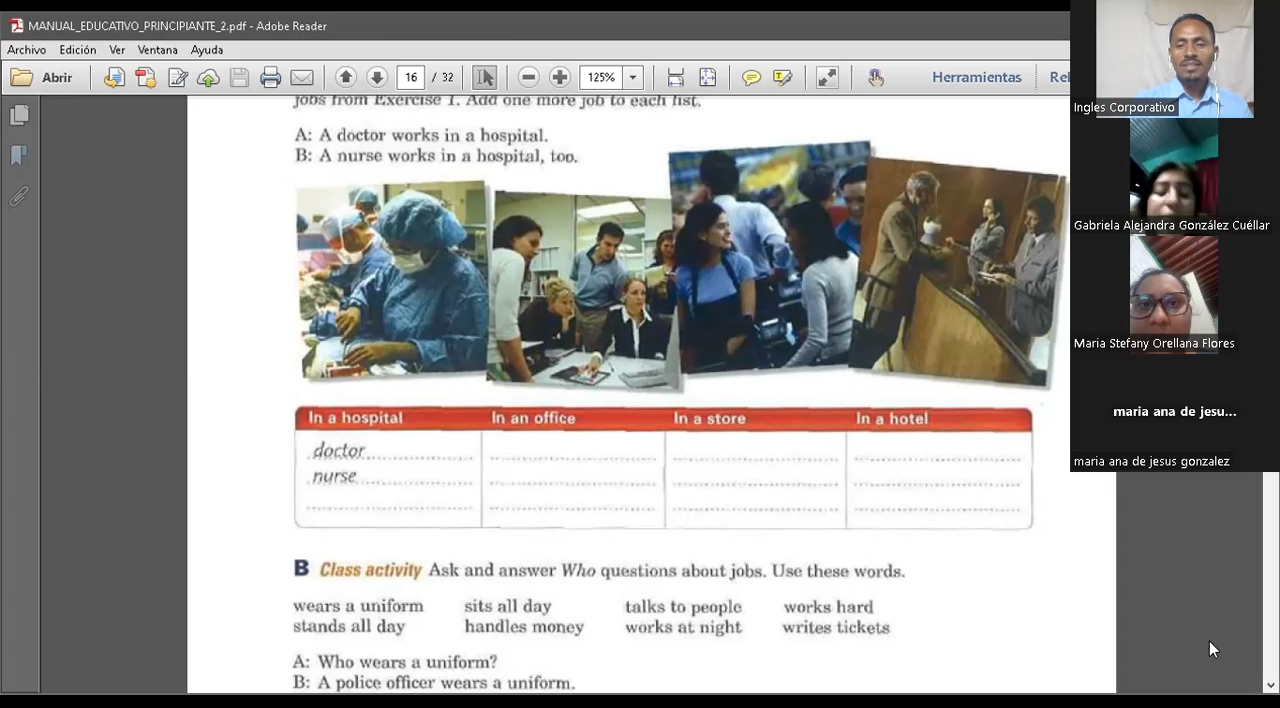 MANUAL_EDUCATIVO_PRINCIPIANTE_2.pdf - Adobe Reader
Archivo Edición Ver Ventana Ayuda
Abrir 16 / 32 125% Herramientas Rel
jobs from Exercise 1. Add one more job to each list.
A: A doctor works in a hospital.
B: A nurse works in a hospital, too.
In a hospital In an office In a store In a hotel
doctor
nurse
B Class activity Ask and answer Who questions about jobs. Use these words.
wears a uniform sits all day talks to people works hard
stands all day handles money works at night writes tickets
A: Who wears a uniform?
B: A police officer wears a uniform.
Ingles Corporativo
Gabriela Alejandra González Cuéllar
Maria Stefany Orellana Flores
maria ana de jesu...
maria ana de jesus gonzalez